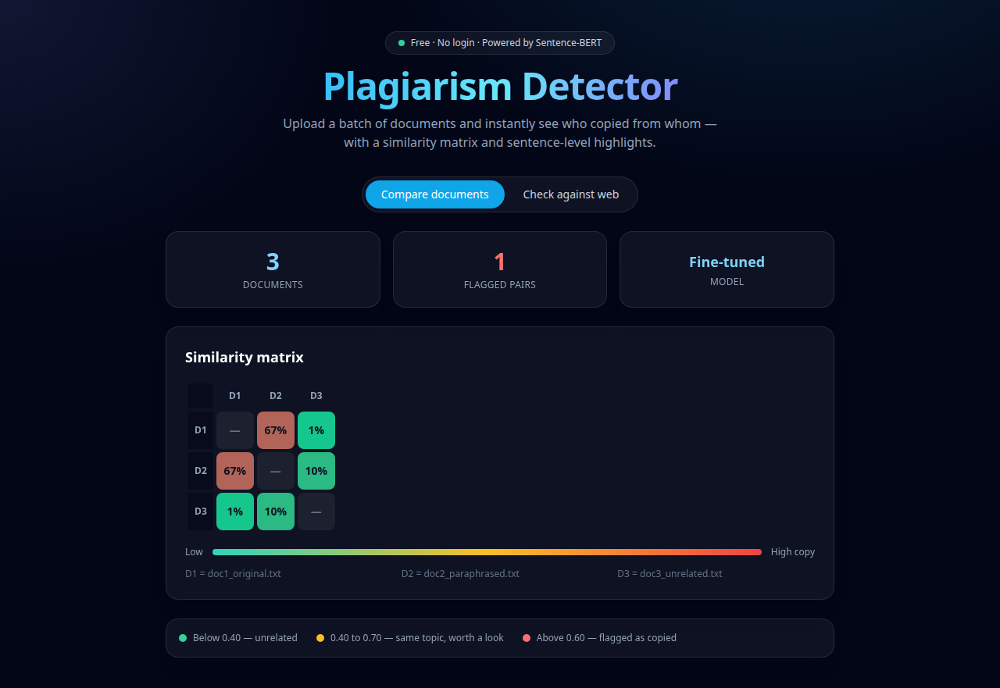 Free · No login · Powered by Sentence-BERT
Plagiarism Detector
Upload a batch of documents and instantly see who copied from whom —
with a similarity matrix and sentence-level highlights.
Compare documents Check against web
3 1 Fine-tuned
DOCUMENTS FLAGGED PAIRS MODEL
Similarity matrix
D1 D2 D3
D1 — 67% 1%
D2 67% — 10%
D3 1% 10% —
Low High copy
D1 = doc1_original.txt D2 = doc2_paraphrased.txt D3 = doc3_unrelated.txt
Below 0.40 — unrelated 0.40 to 0.70 — same topic, worth a look Above 0.60 — flagged as copied